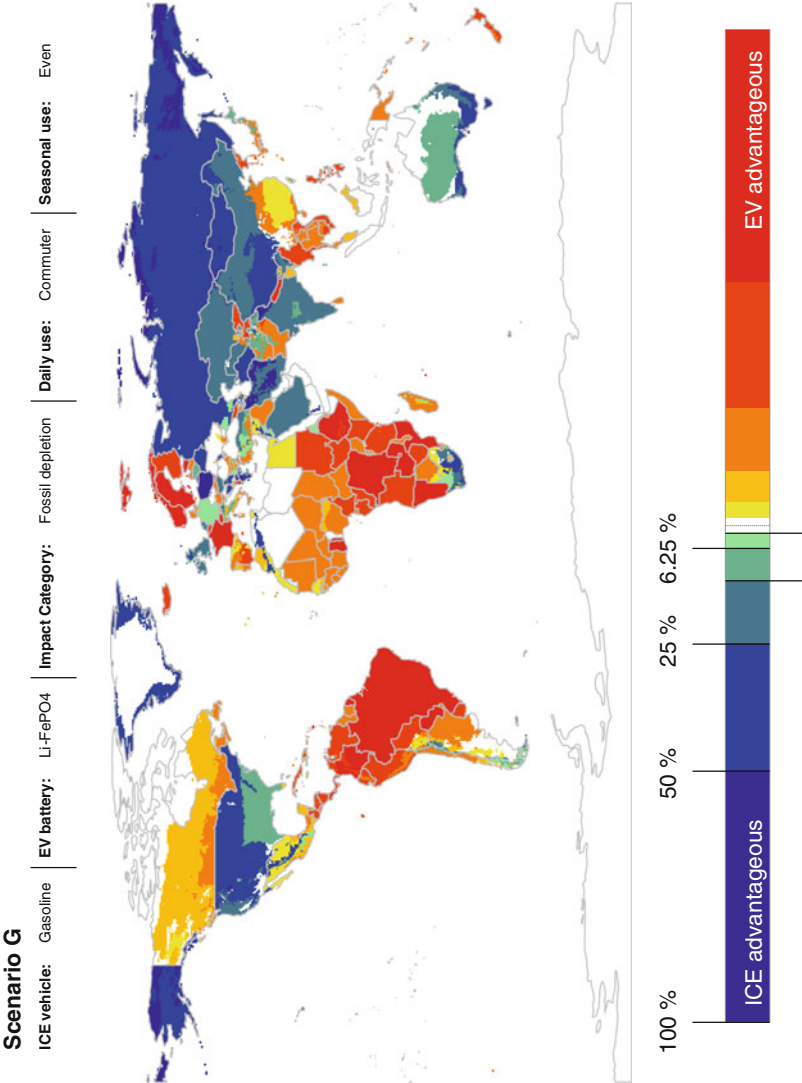 Scenario G
ICE vehicle: Gasoline EV battery: Li-FePO4 Impact Category: Fossil depletion Daily use: Commuter Seasonal use: Even
100 % 50 % 25 % 6.25 %
ICE advantageous EV advantageous